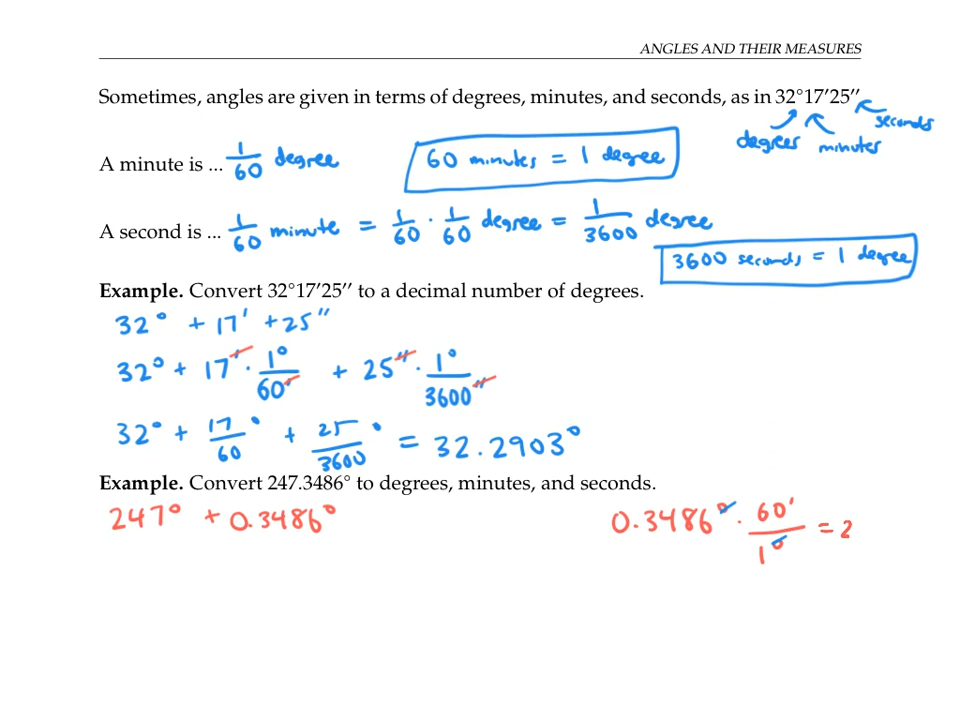 ANGLES AND THEIR MEASURES
Sometimes, angles are given in terms of degrees, minutes, and seconds, as in 32°17′25′′
degrees minutes seconds
A minute is ... 1/60 degree 60 minutes = 1 degree
A second is ... 1/60 minute = 1/60 · 1/60 degree = 1/3600 degree
3600 seconds = 1 degree
Example. Convert 32°17′25′′ to a decimal number of degrees.
32° + 17′ + 25′′
32° + 17′ · 1°/60′ + 25′′ · 1°/3600′′
32° + 17/60° + 25/3600° = 32.2903°
Example. Convert 247.3486° to degrees, minutes, and seconds.
247° + 0.3486° 0.3486° · 60′/1° = 2